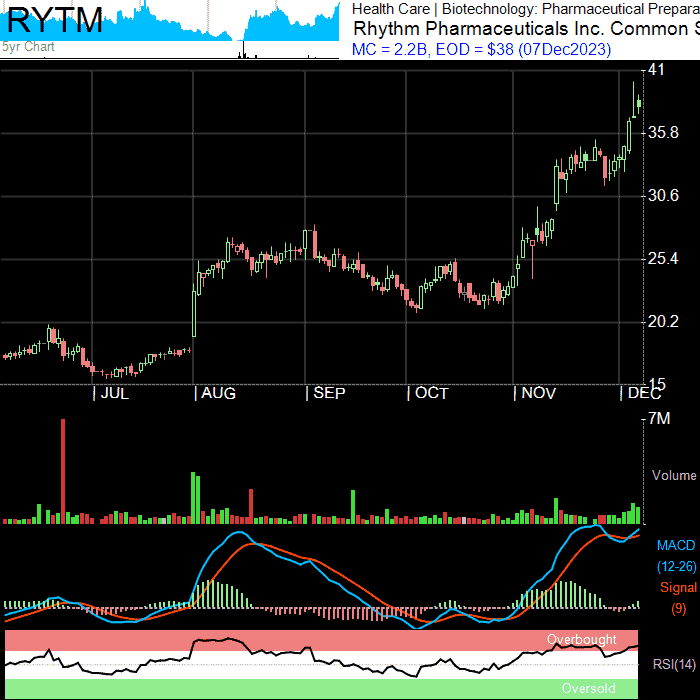 RYTM
5yr Chart
Health Care | Biotechnology: Pharmaceutical Prepara
Rhythm Pharmaceuticals Inc. Common S
MC = 2.2B, EOD = $38 (07Dec2023)
41
35.8
30.6
25.4
20.2
15
JUL AUG SEP OCT NOV DEC
7M
Volume
MACD
(12-26)
Signal
(9)
Overbought
RSI(14)
Oversold